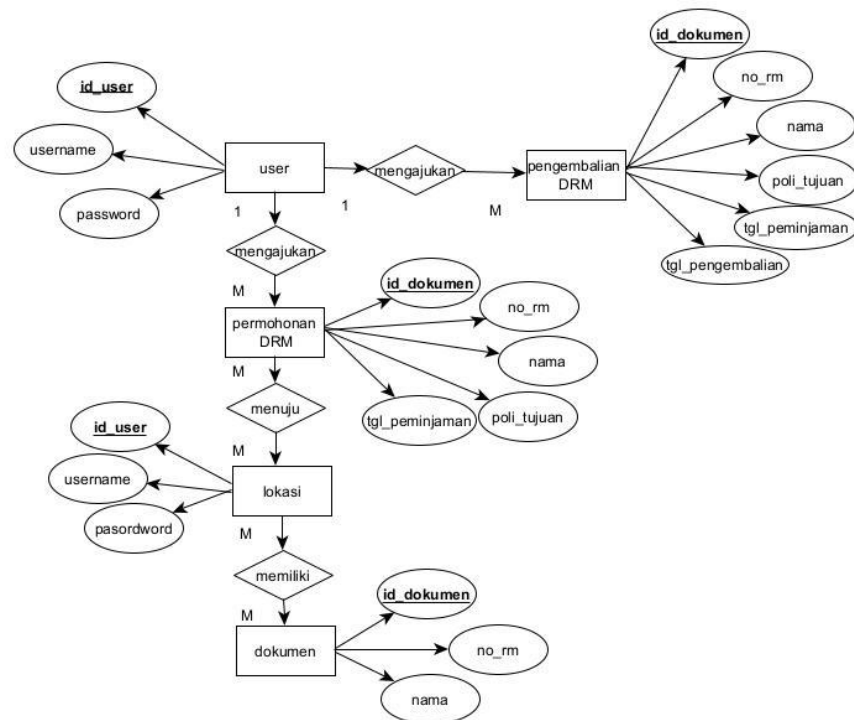 id_dokumen
id_user
no_rm
username
nama
user
mengajukan
pengembalian
DRM
poli_tujuan
password
1
1
M
tgl_peminjaman
mengajukan
tgl_pengembalian
M
id_dokumen
no_rm
permohonan
DRM
nama
M
menuju
tgl_peminjaman
poli_tujuan
id_user
M
username
lokasi
pasordword
M
memiliki
id_dokumen
M
dokumen
no_rm
nama